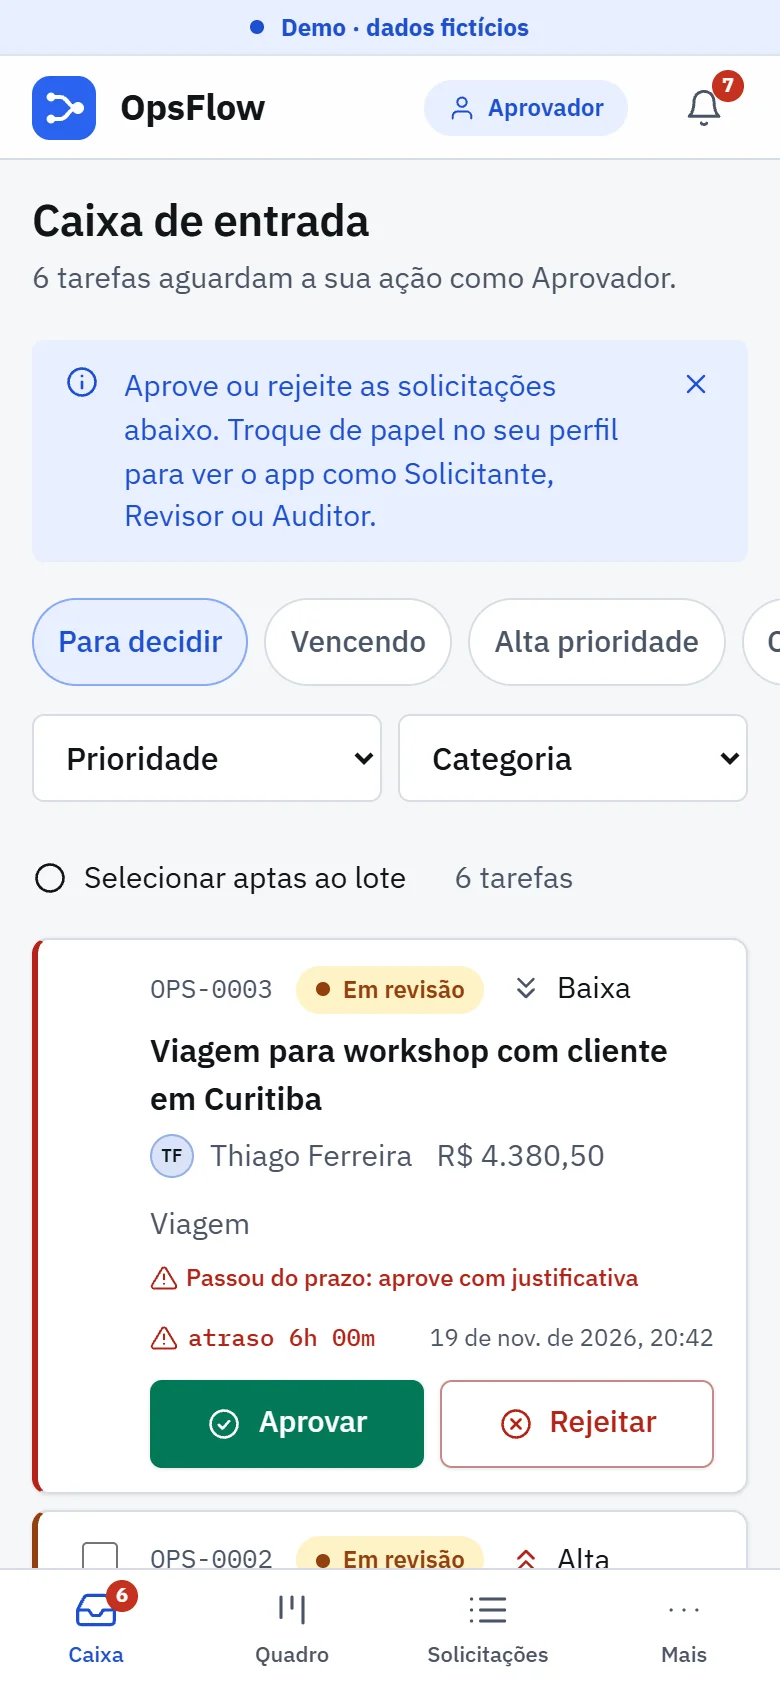 Demo · dados fictícios
OpsFlow
Aprovador
7
Caixa de entrada
6 tarefas aguardam a sua ação como Aprovador.
Aprove ou rejeite as solicitações
abaixo. Troque de papel no seu perfil
para ver o app como Solicitante,
Revisor ou Auditor.
Para decidir
Vencendo
Alta prioridade
Prioridade
Categoria
Selecionar aptas ao lote
6 tarefas
OPS-0003
Em revisão
Baixa
Viagem para workshop com cliente
em Curitiba
TF
Thiago Ferreira
R$ 4.380,50
Viagem
Passou do prazo: aprove com justificativa
atraso 6h 00m
19 de nov. de 2026, 20:42
Aprovar
Rejeitar
OPS-0002
Em revisão
Alta
6
Caixa
Quadro
Solicitações
Mais